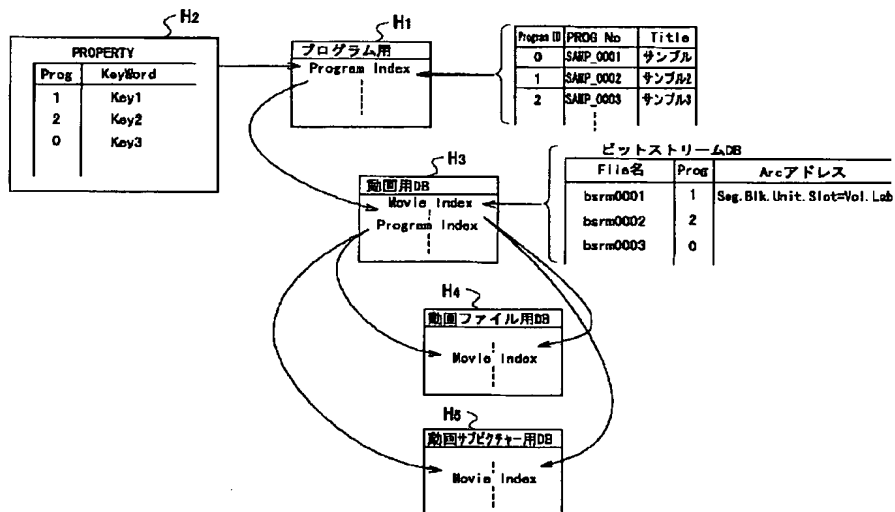 H2
PROPERTY
Prog KeyWord
1 Key1
2 Key2
0 Key3
H1
プログラム用
Program Index
Program ID PROG No Title
0 SAMP_0001 サンプル
1 SAMP_0002 サンプル2
2 SAMP_0003 サンプル3
H3
動画用DB
Movie Index
Program Index
ビットストリームDB
File名 Prog Arcアドレス
bsrm0001 1 Seg.Blk.Unit.Slot=Vol.Lab
bsrm0002 2
bsrm0003 0
H4
動画ファイル用DB
Movie Index
H5
動画サブピクチャー用DB
Movie Index